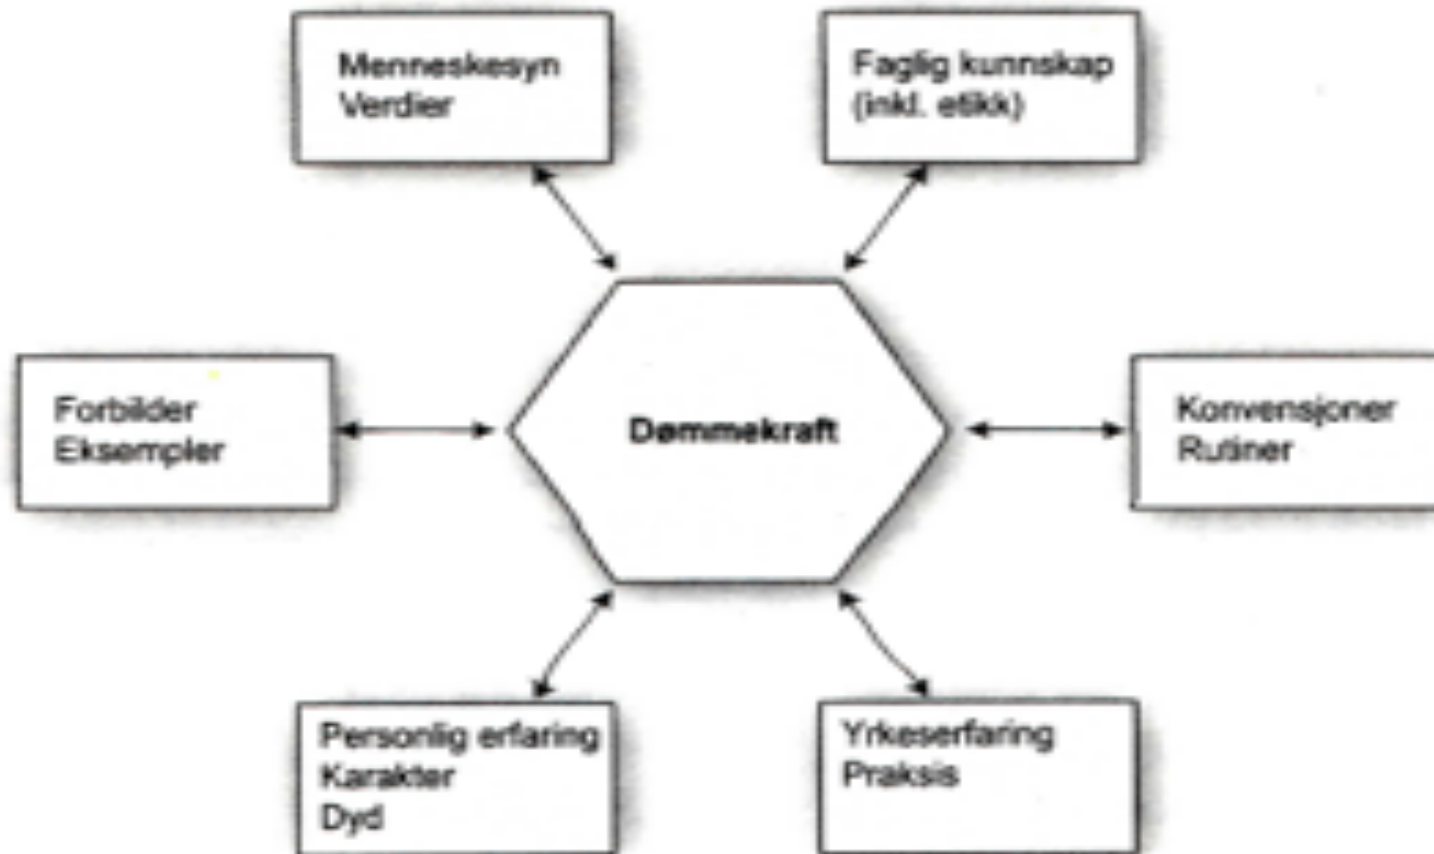 Menneskesyn
Verdier
Faglig kunnskap
(inkl. etikk)
Forbilder
Eksempler
Dømmekraft
Konvensjoner
Rutiner
Personlig erfaring
Karakter
Dyd
Yrkeserfaring
Praksis